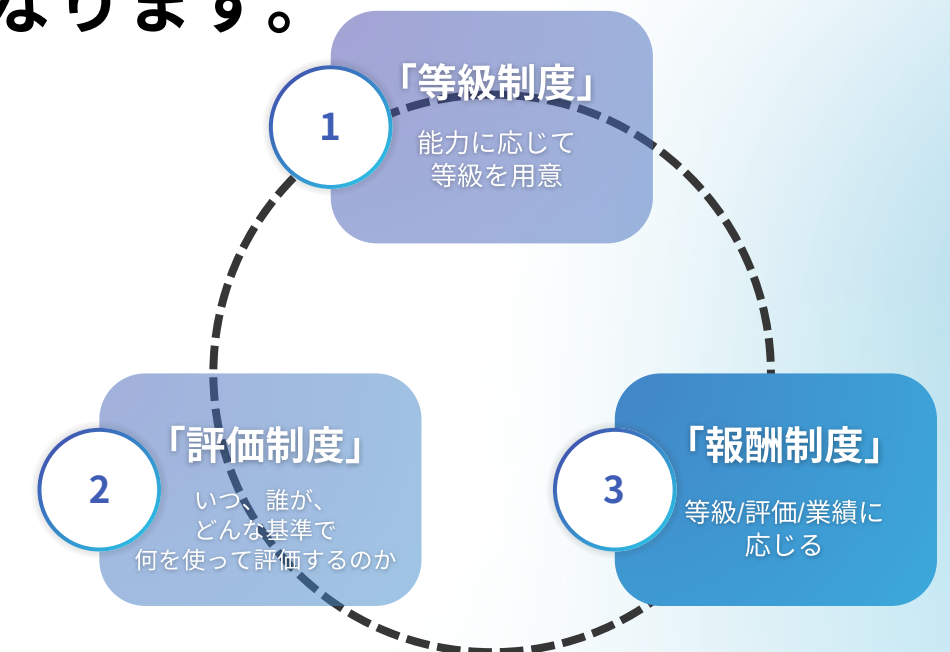 なります。
1
「等級制度」
能力に応じて
等級を用意
2
「評価制度」
いつ、誰が、
どんな基準で
何を使って評価するのか
3
「報酬制度」
等級/評価/業績に
応じる